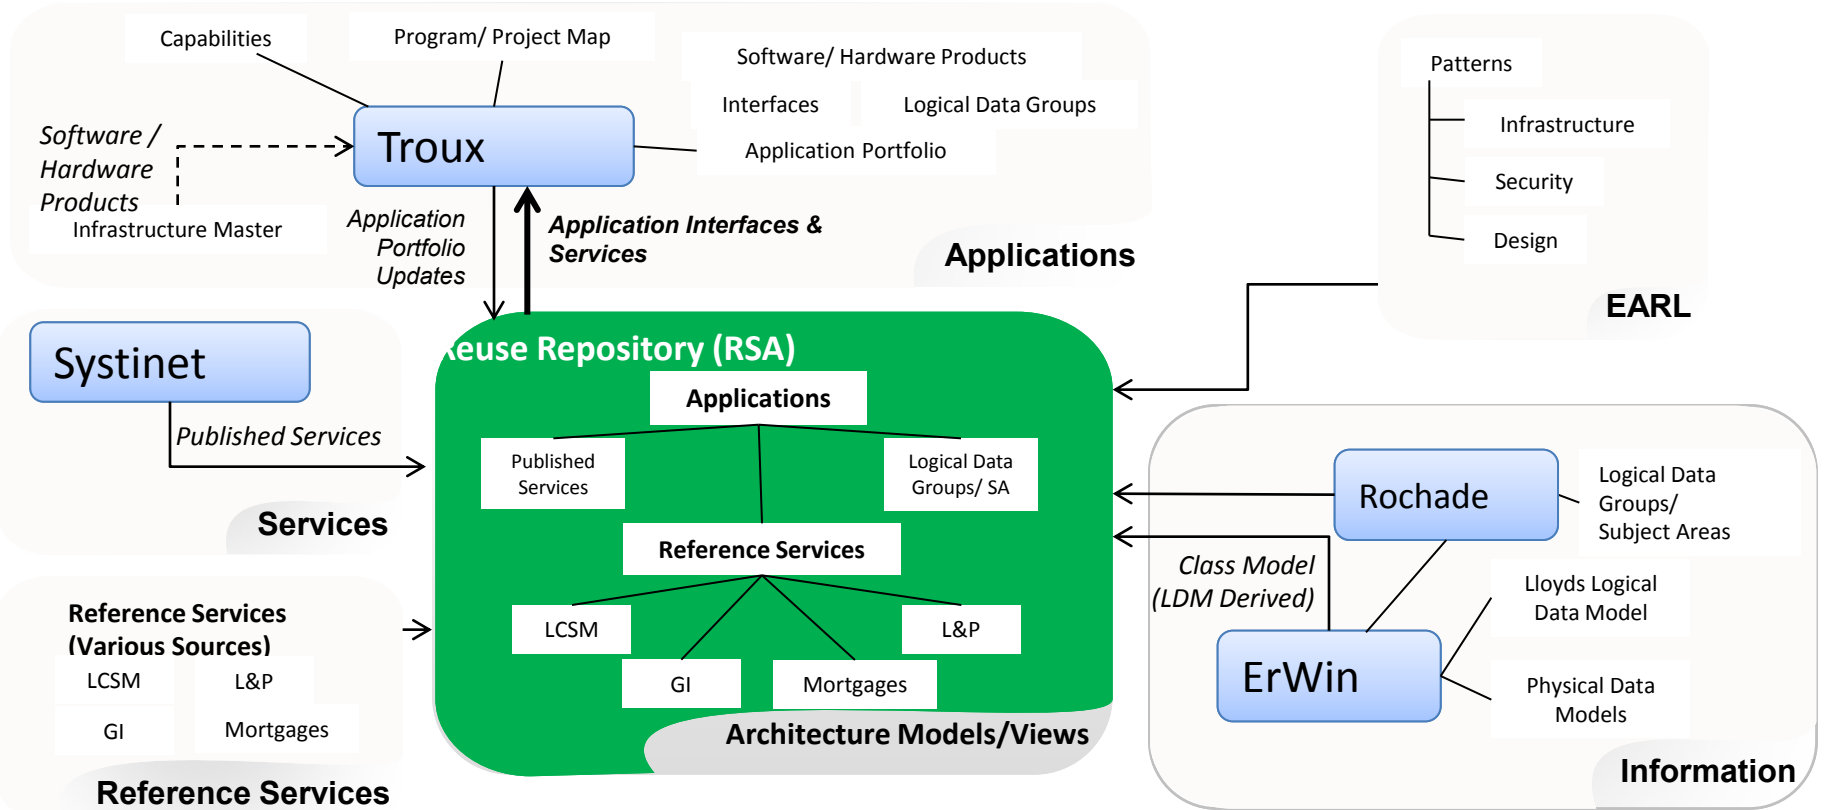 Capabilities
Program/ Project Map
Software/ Hardware Products
Interfaces
Logical Data Groups
Application Portfolio
Troux
Software /
Hardware
Products
Infrastructure Master
Application
Portfolio
Updates
Application Interfaces &
Services
Applications
Patterns
Infrastructure
Security
Design
EARL
Systinet
Published Services
Services
Reuse Repository (RSA)
Applications
Published
Services
Logical Data
Groups/ SA
Reference Services
LCSM
L&P
GI
Mortgages
Architecture Models/Views
Reference Services
(Various Sources)
LCSM
L&P
GI
Mortgages
Reference Services
Rochade
Logical Data
Groups/
Subject Areas
Class Model
(LDM Derived)
Lloyds Logical
Data Model
ErWin
Physical Data
Models
Information